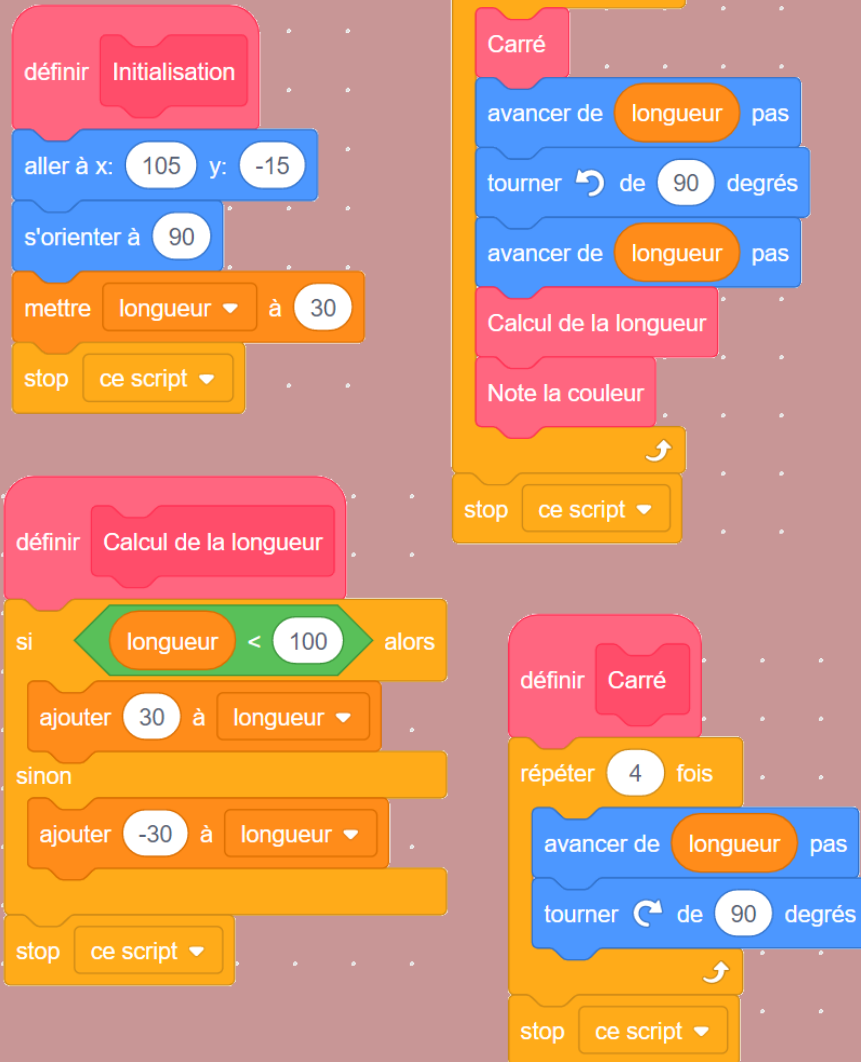 définir Initialisation
aller à x: 105 y: -15
s'orienter à 90
mettre longueur à 30
stop ce script
Carré
avancer de longueur pas
tourner de 90 degrés
avancer de longueur pas
Calcul de la longueur
Note la couleur
stop ce script
définir Calcul de la longueur
si longueur < 100 alors
ajouter 30 à longueur
sinon
ajouter -30 à longueur
stop ce script
définir Carré
répéter 4 fois
avancer de longueur pas
tourner de 90 degrés
stop ce script